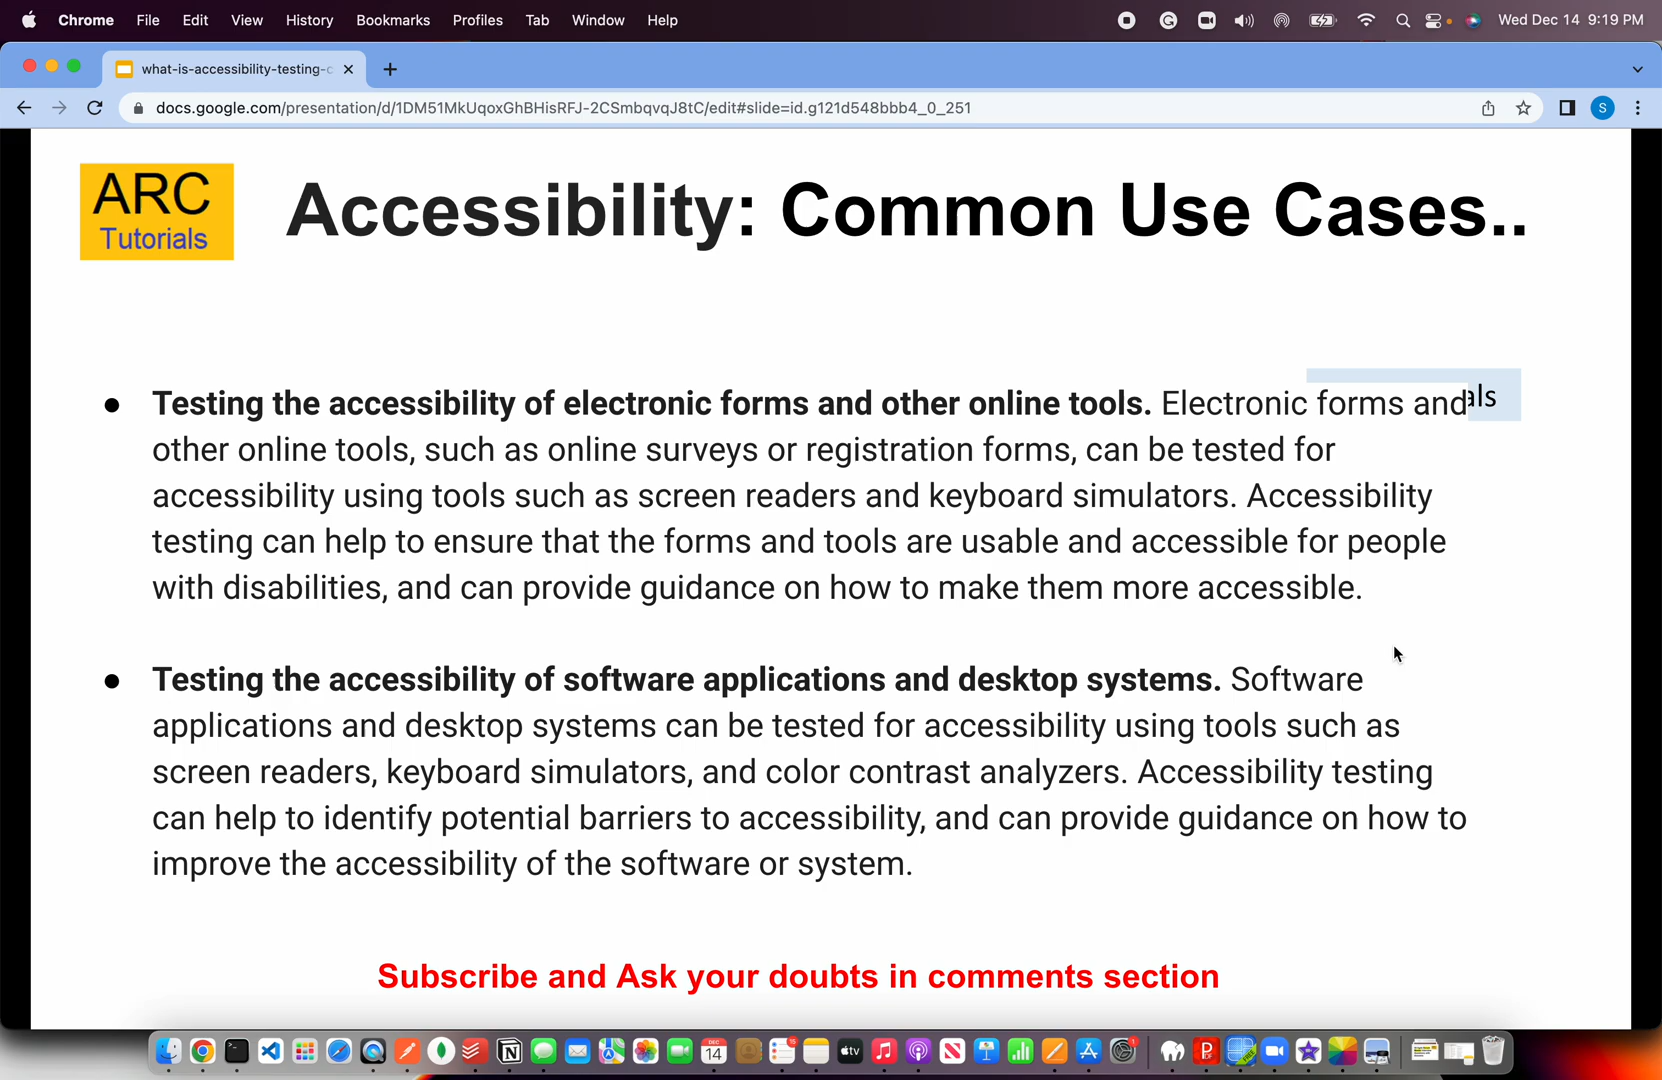 Chrome File Edit View History Bookmarks Profiles Tab Window Help Wed Dec 14 9:19 PM
what-is-accessibility-testing-
docs.google.com/presentation/d/1DM51MkUqoxGhBHisRFJ-2CSmbqvqJ8tC/edit#slide=id.g121d548bbb4_0_251
S
ARC
Tutorials
Accessibility: Common Use Cases..
als
● Testing the accessibility of electronic forms and other online tools. Electronic forms and
other online tools, such as online surveys or registration forms, can be tested for
accessibility using tools such as screen readers and keyboard simulators. Accessibility
testing can help to ensure that the forms and tools are usable and accessible for people
with disabilities, and can provide guidance on how to make them more accessible.
● Testing the accessibility of software applications and desktop systems. Software
applications and desktop systems can be tested for accessibility using tools such as
screen readers, keyboard simulators, and color contrast analyzers. Accessibility testing
can help to identify potential barriers to accessibility, and can provide guidance on how to
improve the accessibility of the software or system.
Subscribe and Ask your doubts in comments section
DEC
14
tv